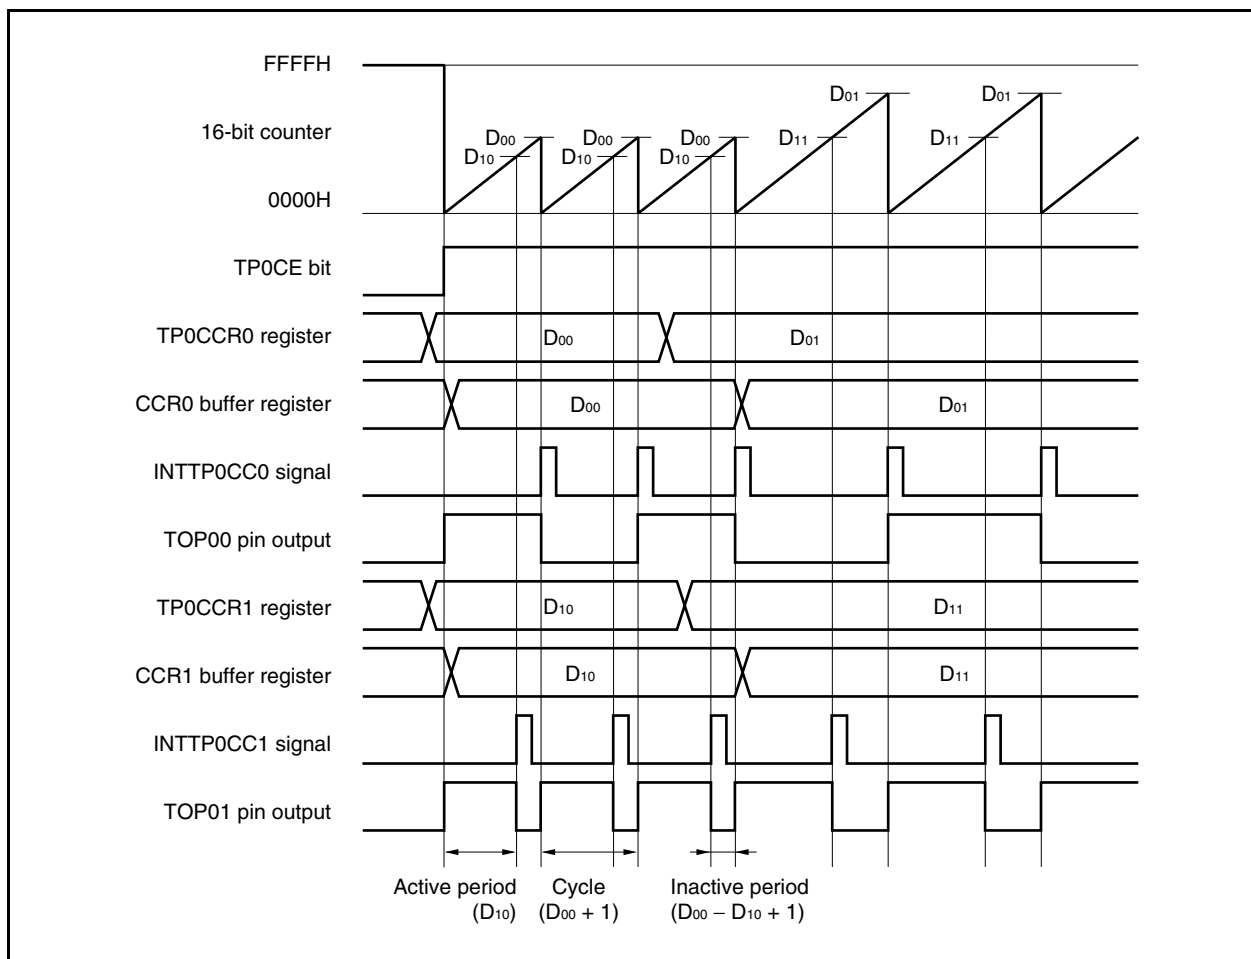 FFFFH
D01 D01
16-bit counter D00 D00 D00 D11 D11
D10 D10 D10
0000H
TP0CE bit
TP0CCR0 register D00 D01
CCR0 buffer register D00 D01
INTTP0CC0 signal
TOP00 pin output
TP0CCR1 register D10 D11
CCR1 buffer register D10 D11
INTTP0CC1 signal
TOP01 pin output
Active period Cycle Inactive period
(D10) (D00 + 1) (D00 − D10 + 1)